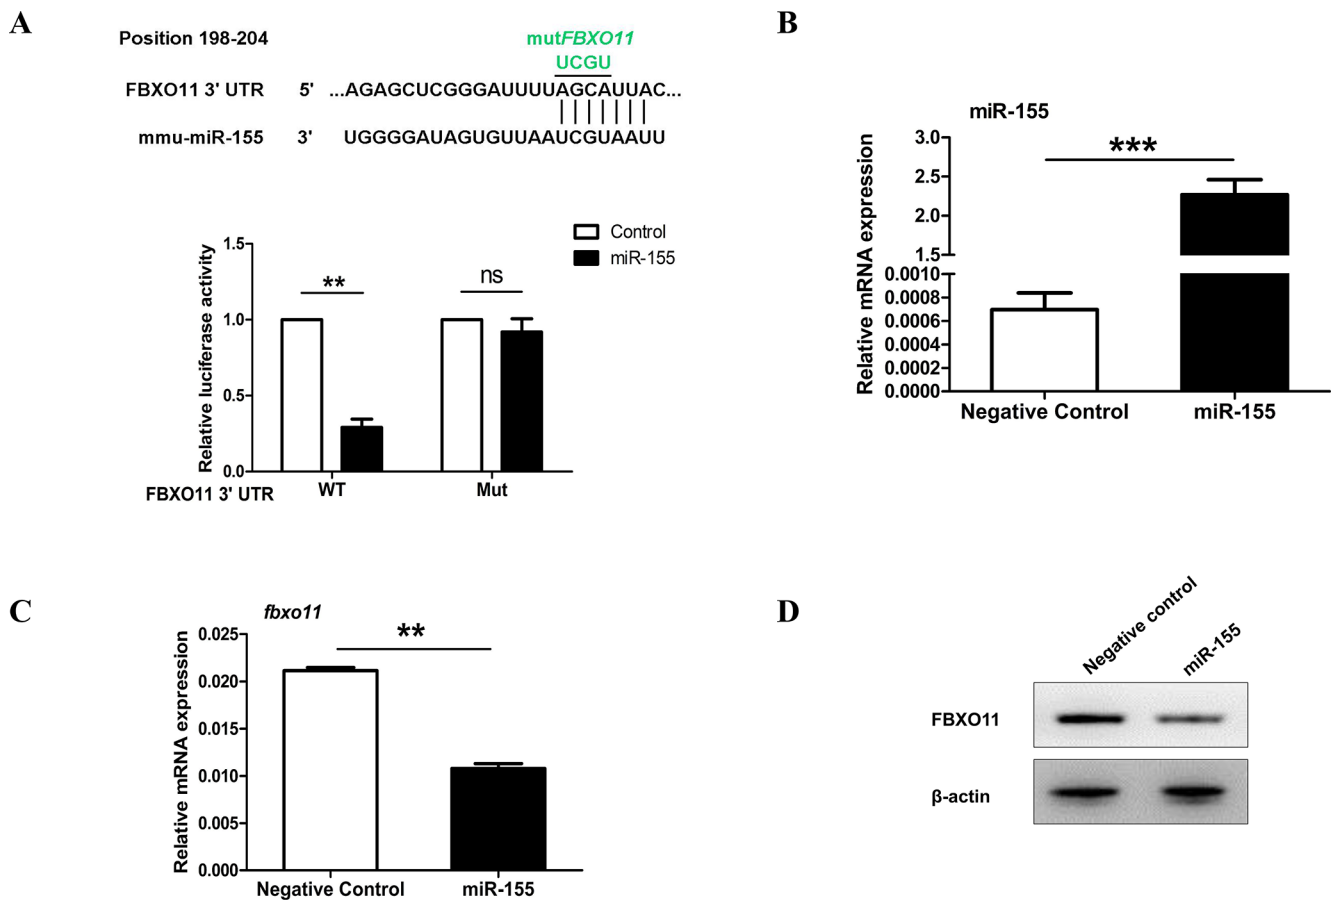 A
Position 198-204
mutFBXO11
UCGU
FBXO11 3' UTR 5' ...AGAGCUCGGGAUUUUAGCAUUAC...
mmu-miR-155 3' UGGGGAUAGUGUUAAUCGUAAUU
Control
miR-155
Relative luciferase activity
1.5
1.0
0.5
0.0
**
ns
FBXO11 3' UTR
WT
Mut
B
miR-155
Relative mRNA expression
3.0
2.5
2.0
1.5
0.0010
0.0008
0.0006
0.0004
0.0002
0.0000
***
Negative Control
miR-155
C
fbxo11
Relative mRNA expression
0.025
0.020
0.015
0.010
0.005
0.000
**
Negative Control
miR-155
D
Negative control
miR-155
FBXO11
β-actin